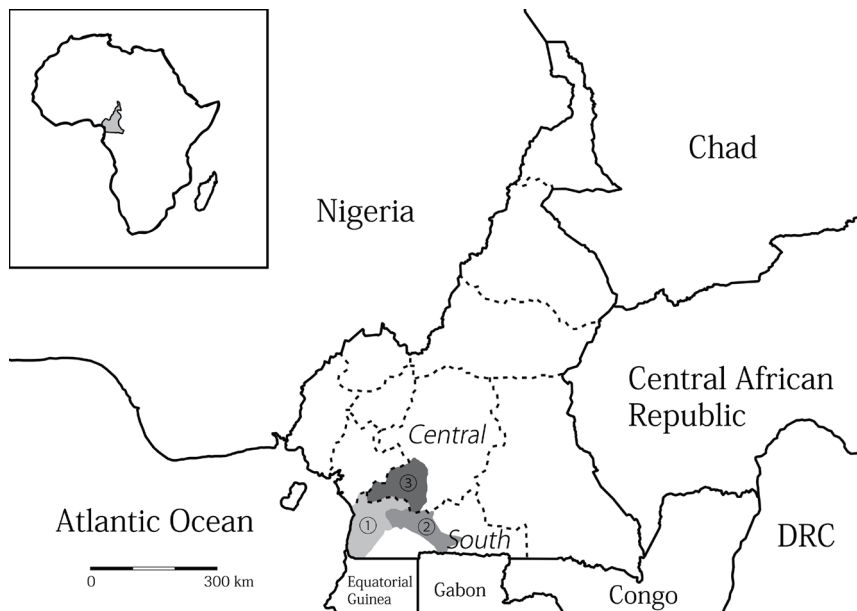 Chad
Nigeria
Central African
Republic
Central
③
Atlantic Ocean
①
②
South
DRC
0
300 km
Equatorial
Guinea
Gabon
Congo